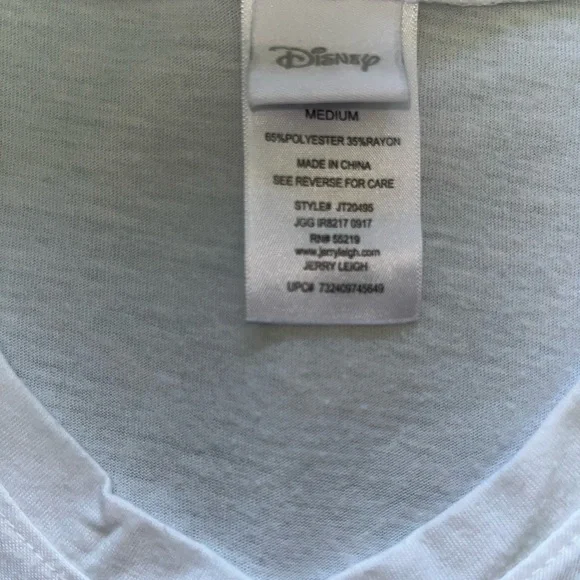 Disney
MEDIUM
65%POLYESTER 35%RAYON
MADE IN CHINA
SEE REVERSE FOR CARE
STYLE# JT20495
JGG IR8217 0917
RN# 55219
www.jerryleigh.com
JERRY LEIGH
UPC# 732409745649